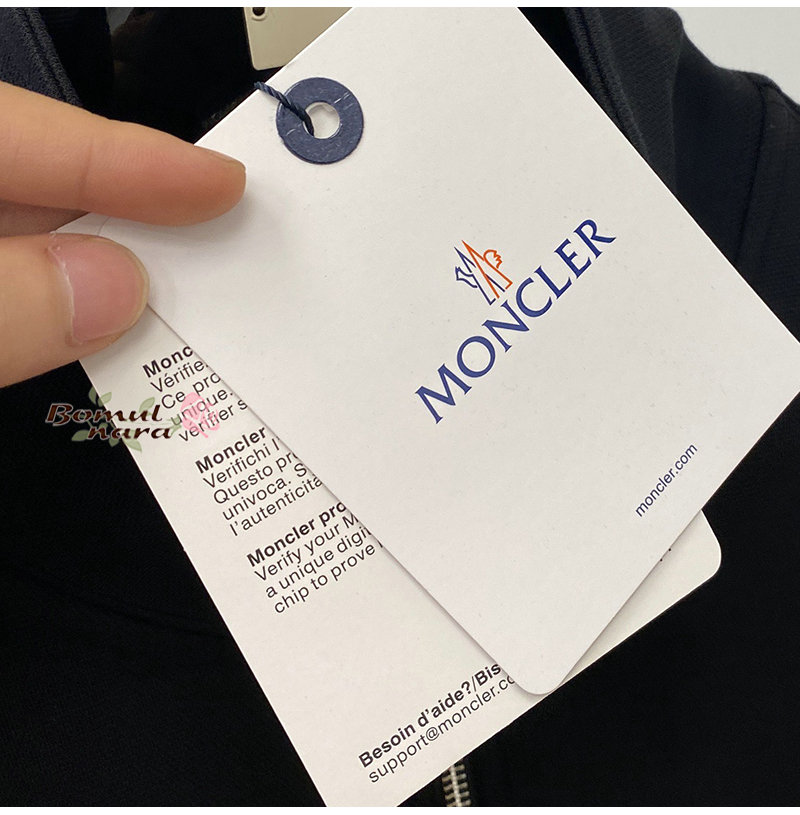 MONCLER
moncler.com
Monc
Vérifie
Ce pro
unique.
vérifier s
Moncler
Verifichi l
Questo pr
univoca. S
l'autenticità
Moncler pro
Verify your M
a unique digi
chip to prove
Besoin d'aide?/Bis
support@moncler.co
Bomul
nara